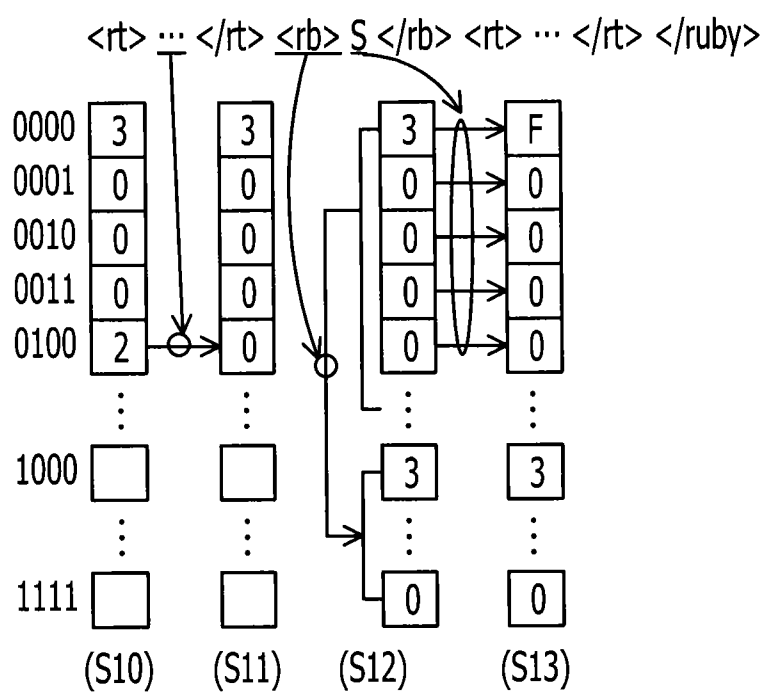 <rt> ⋯ </rt> <rb> S </rb> <rt> ⋯ </rt> </ruby>
0000 3 3 3 F
0001 0 0 0 0
0010 0 0 0 0
0011 0 0 0 0
0100 2 0 0 0
⋮ ⋮ ⋮ ⋮
1000 3 3
⋮ ⋮ ⋮ ⋮
1111 0 0
(S10) (S11) (S12) (S13)